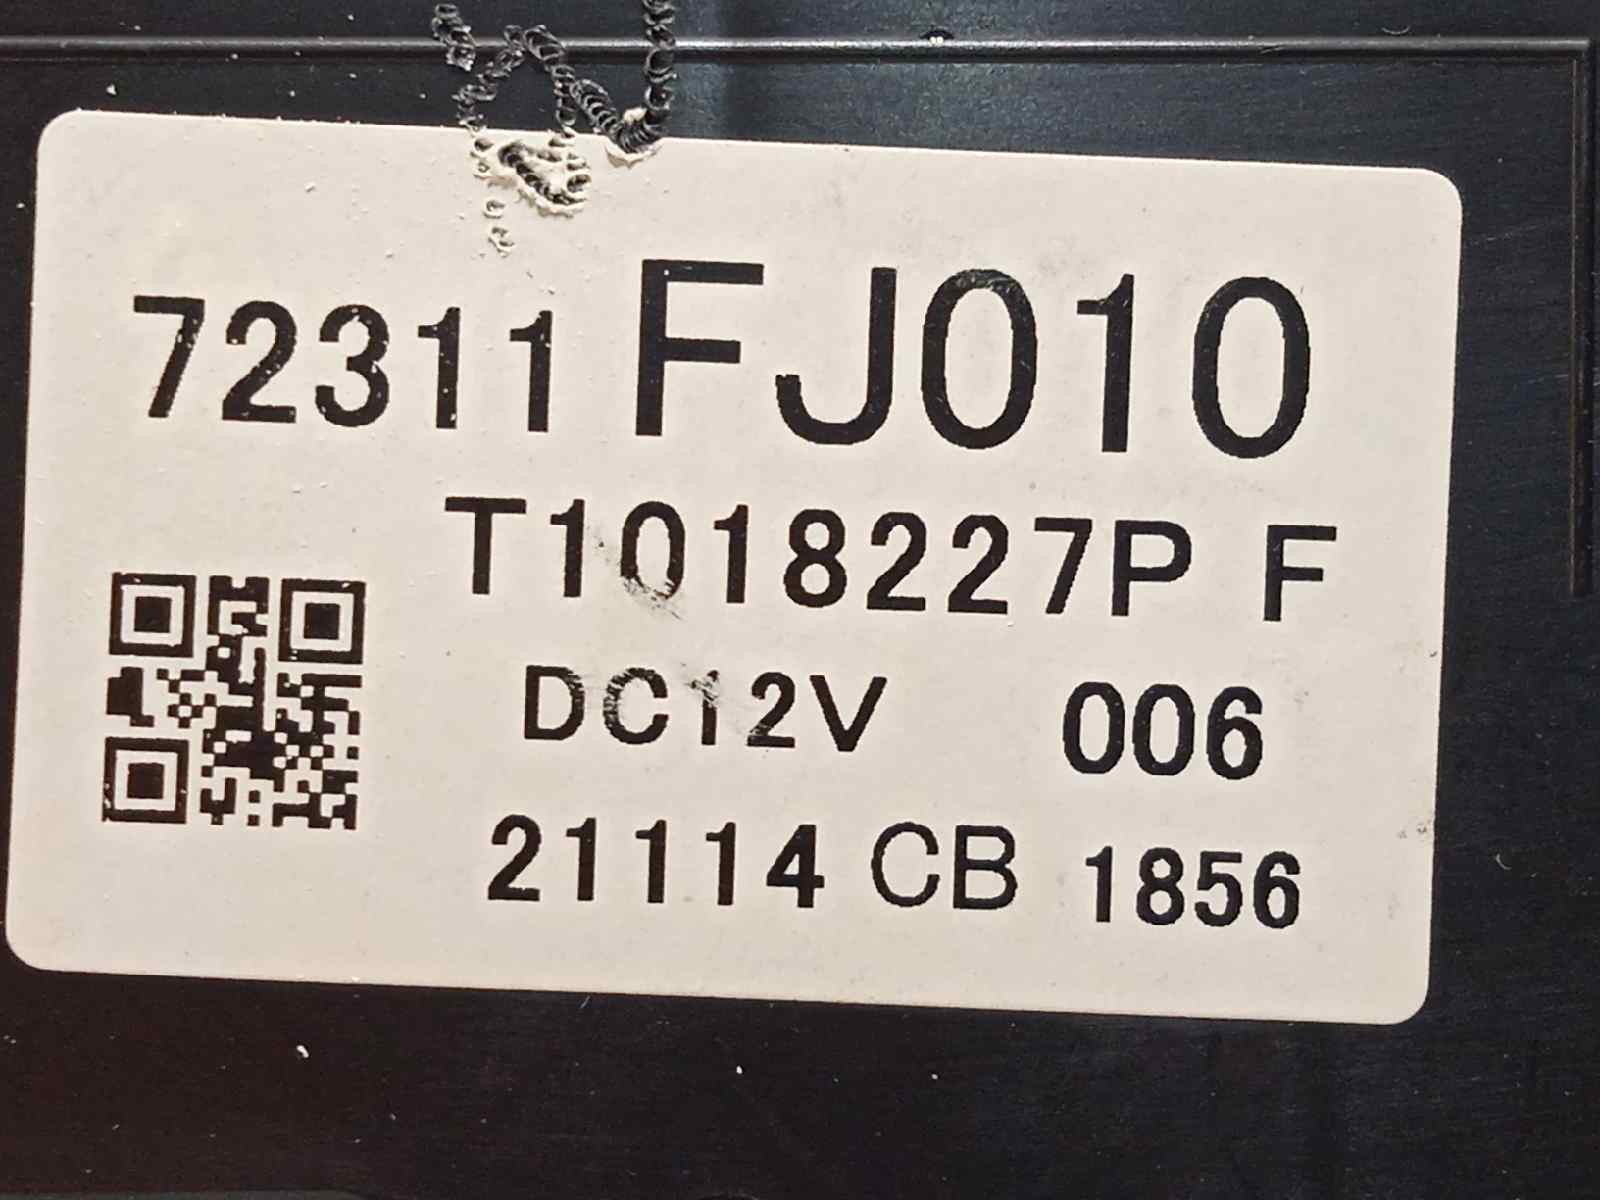 72311 FJ010
T1018227P F
DC12V 006
21114 CB 1856